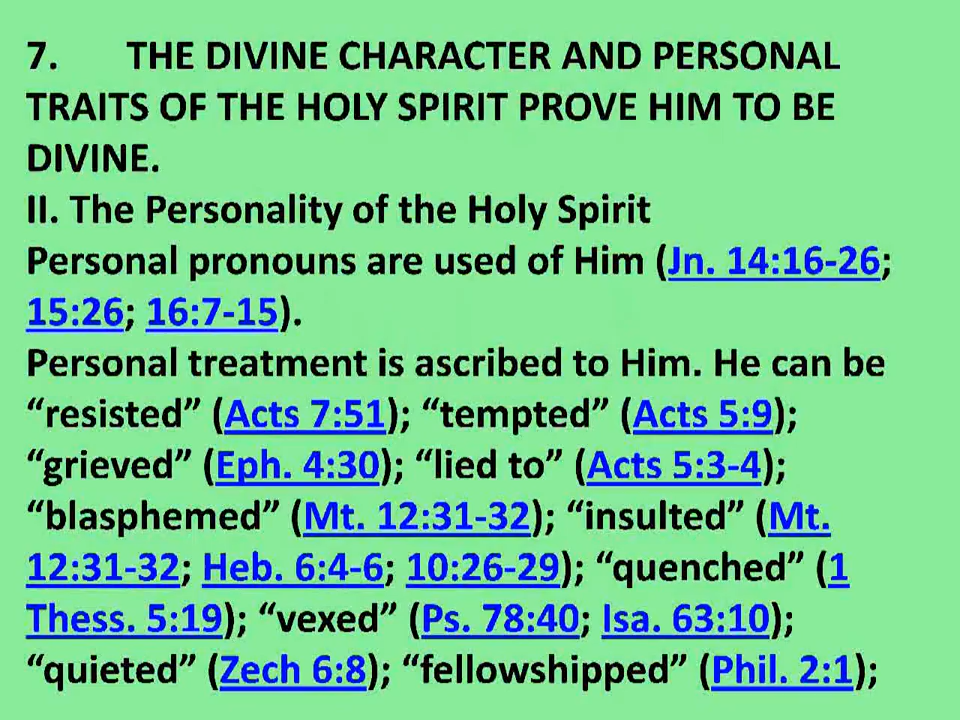 7. THE DIVINE CHARACTER AND PERSONAL
TRAITS OF THE HOLY SPIRIT PROVE HIM TO BE
DIVINE.
II. The Personality of the Holy Spirit
Personal pronouns are used of Him (Jn. 14:16-26;
15:26; 16:7-15).
Personal treatment is ascribed to Him. He can be
“resisted” (Acts 7:51); “tempted” (Acts 5:9);
“grieved” (Eph. 4:30); “lied to” (Acts 5:3-4);
“blasphemed” (Mt. 12:31-32); “insulted” (Mt.
12:31-32; Heb. 6:4-6; 10:26-29); “quenched” (1
Thess. 5:19); “vexed” (Ps. 78:40; Isa. 63:10);
“quieted” (Zech 6:8); “fellowshipped” (Phil. 2:1);